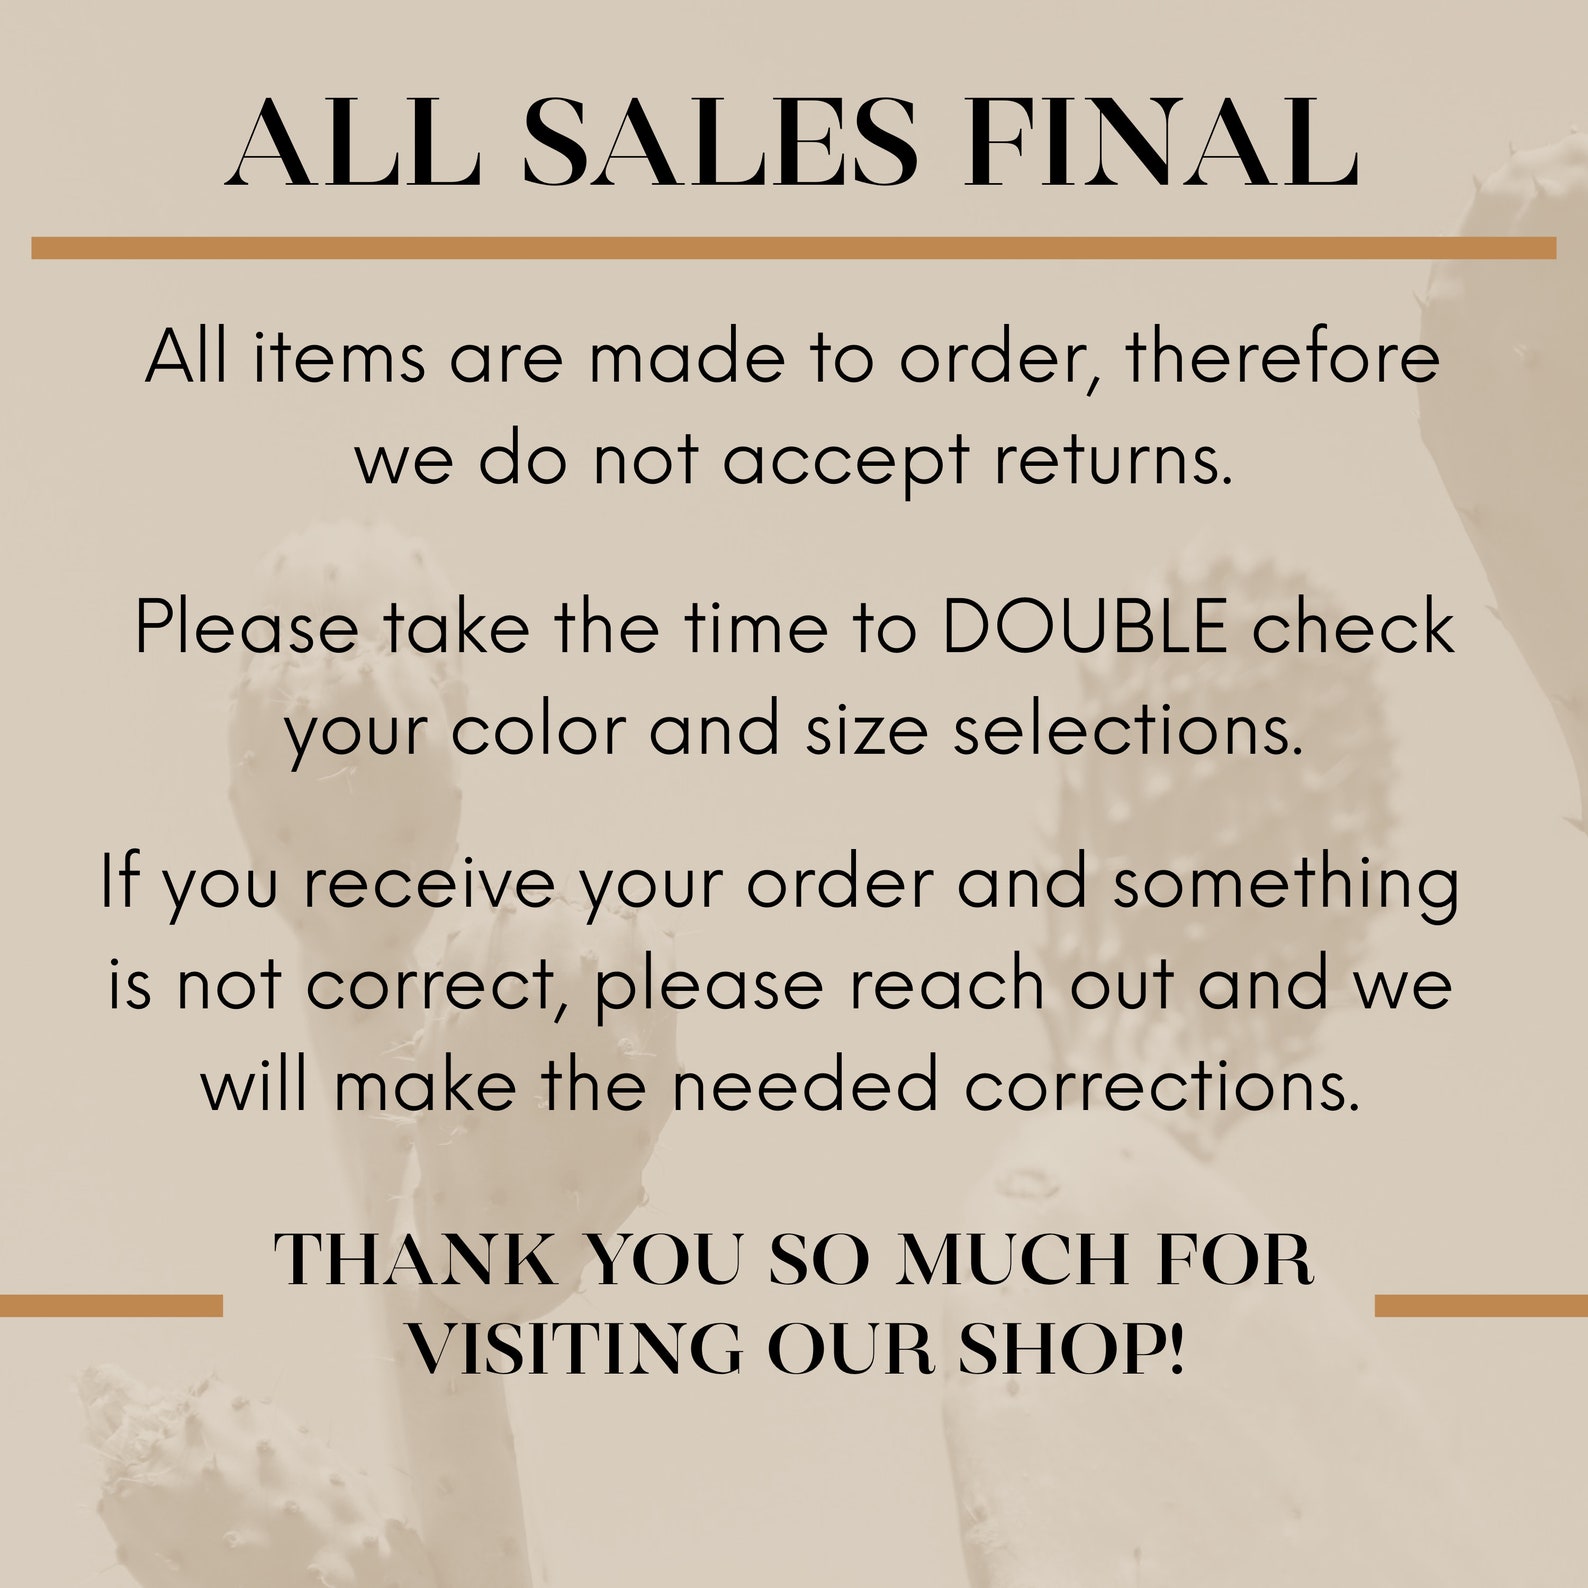 ALL SALES FINAL
All items are made to order, therefore
we do not accept returns.
Please take the time to DOUBLE check
your color and size selections.
If you receive your order and something
is not correct, please reach out and we
will make the needed corrections.
THANK YOU SO MUCH FOR
VISITING OUR SHOP!